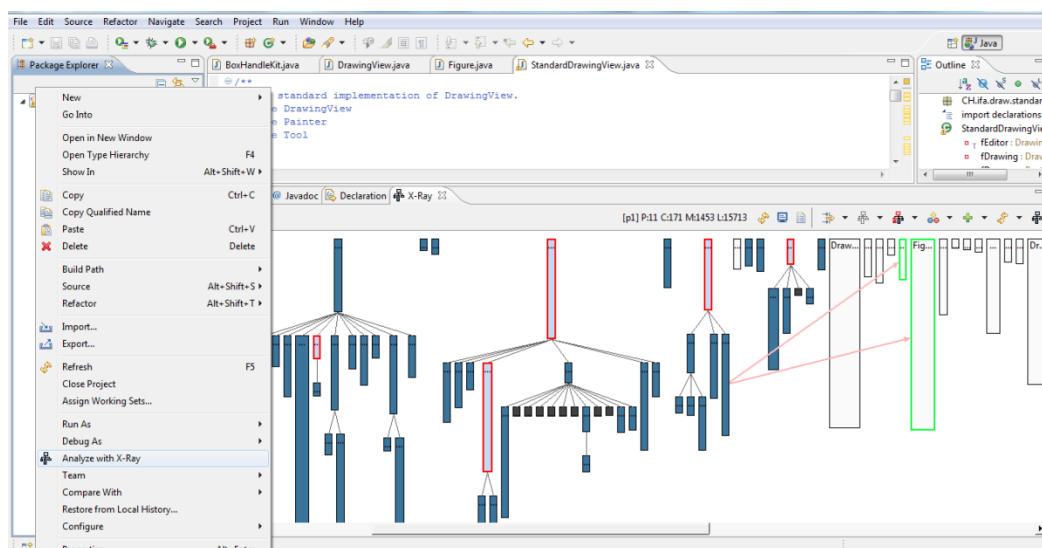 File Edit Source Refactor Navigate Search Project Run Window Help
Java
Package Explorer
BoxHandleKit.java DrawingView.java Figure.java StandardDrawingView.java
Outline
/**
standard implementation of DrawingView.
DrawingView
Painter
Tool
CH.ifa.draw.standar
import declarations
StandardDrawingVie
fEditor : Drawin
fDrawing : Dra
New
Go Into
Open in New Window
Open Type Hierarchy F4
Show In Alt+Shift+W
Copy Ctrl+C
Copy Qualified Name
Paste Ctrl+V
Delete Delete
Build Path
Source Alt+Shift+S
Refactor Alt+Shift+T
Import...
Export...
Refresh F5
Close Project
Assign Working Sets...
Run As
Debug As
Analyze with X-Ray
Team
Compare With
Restore from Local History...
Configure
@ Javadoc Declaration X-Ray
[p1] P:11 C:171 M:1453 L:15713
Draw... Fig... Dr.